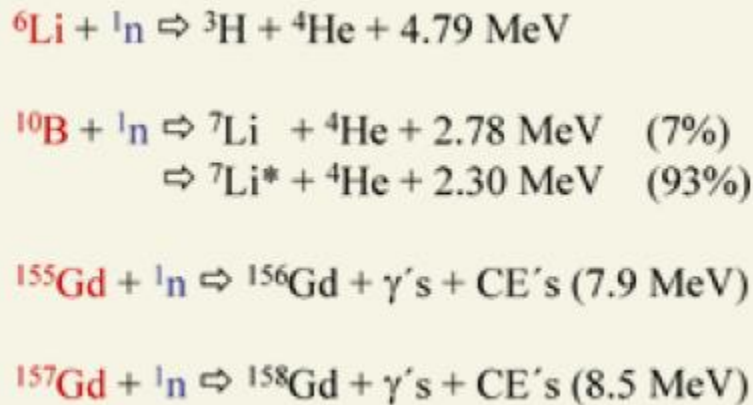 ⁶Li + ¹n ⇨ ³H + ⁴He + 4.79 MeV
¹⁰B + ¹n ⇨ ⁷Li + ⁴He + 2.78 MeV (7%)
⇨ ⁷Li* + ⁴He + 2.30 MeV (93%)
¹⁵⁵Gd + ¹n ⇨ ¹⁵⁶Gd + γ´s + CE´s (7.9 MeV)
¹⁵⁷Gd + ¹n ⇨ ¹⁵⁸Gd + γ´s + CE´s (8.5 MeV)